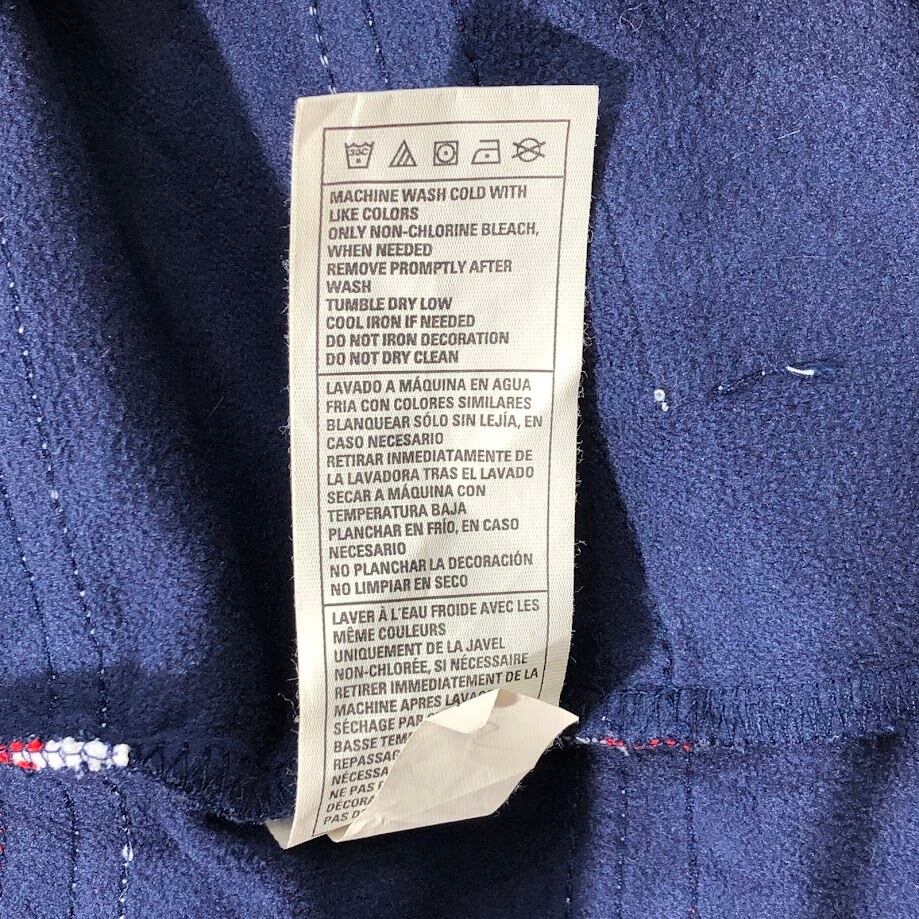 30C
MACHINE WASH COLD WITH
LIKE COLORS
ONLY NON-CHLORINE BLEACH,
WHEN NEEDED
REMOVE PROMPTLY AFTER
WASH
TUMBLE DRY LOW
COOL IRON IF NEEDED
DO NOT IRON DECORATION
DO NOT DRY CLEAN
LAVADO A MÁQUINA EN AGUA
FRIA CON COLORES SIMILARES
BLANQUEAR SÓLO SIN LEJÍA, EN
CASO NECESARIO
RETIRAR INMEDIATAMENTE DE
LA LAVADORA TRAS EL LAVADO
SECAR A MÁQUINA CON
TEMPERATURA BAJA
PLANCHAR EN FRÍO, EN CASO
NECESARIO
NO PLANCHAR LA DECORACIÓN
NO LIMPIAR EN SECO
LAVER À L'EAU FROIDE AVEC LES
MÊME COULEURS
UNIQUEMENT DE LA JAVEL
NON-CHLORÉE, SI NÉCESSAIRE
RETIRER IMMEDIATEMENT DE LA
MACHINE APRES
SÉCHAGE
BASSE
NE PAS
PAS